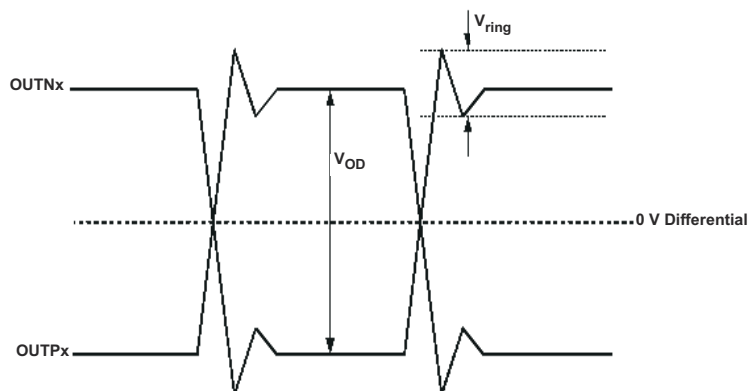 Vring
OUTNx
VOD
0 V Differential
OUTPx